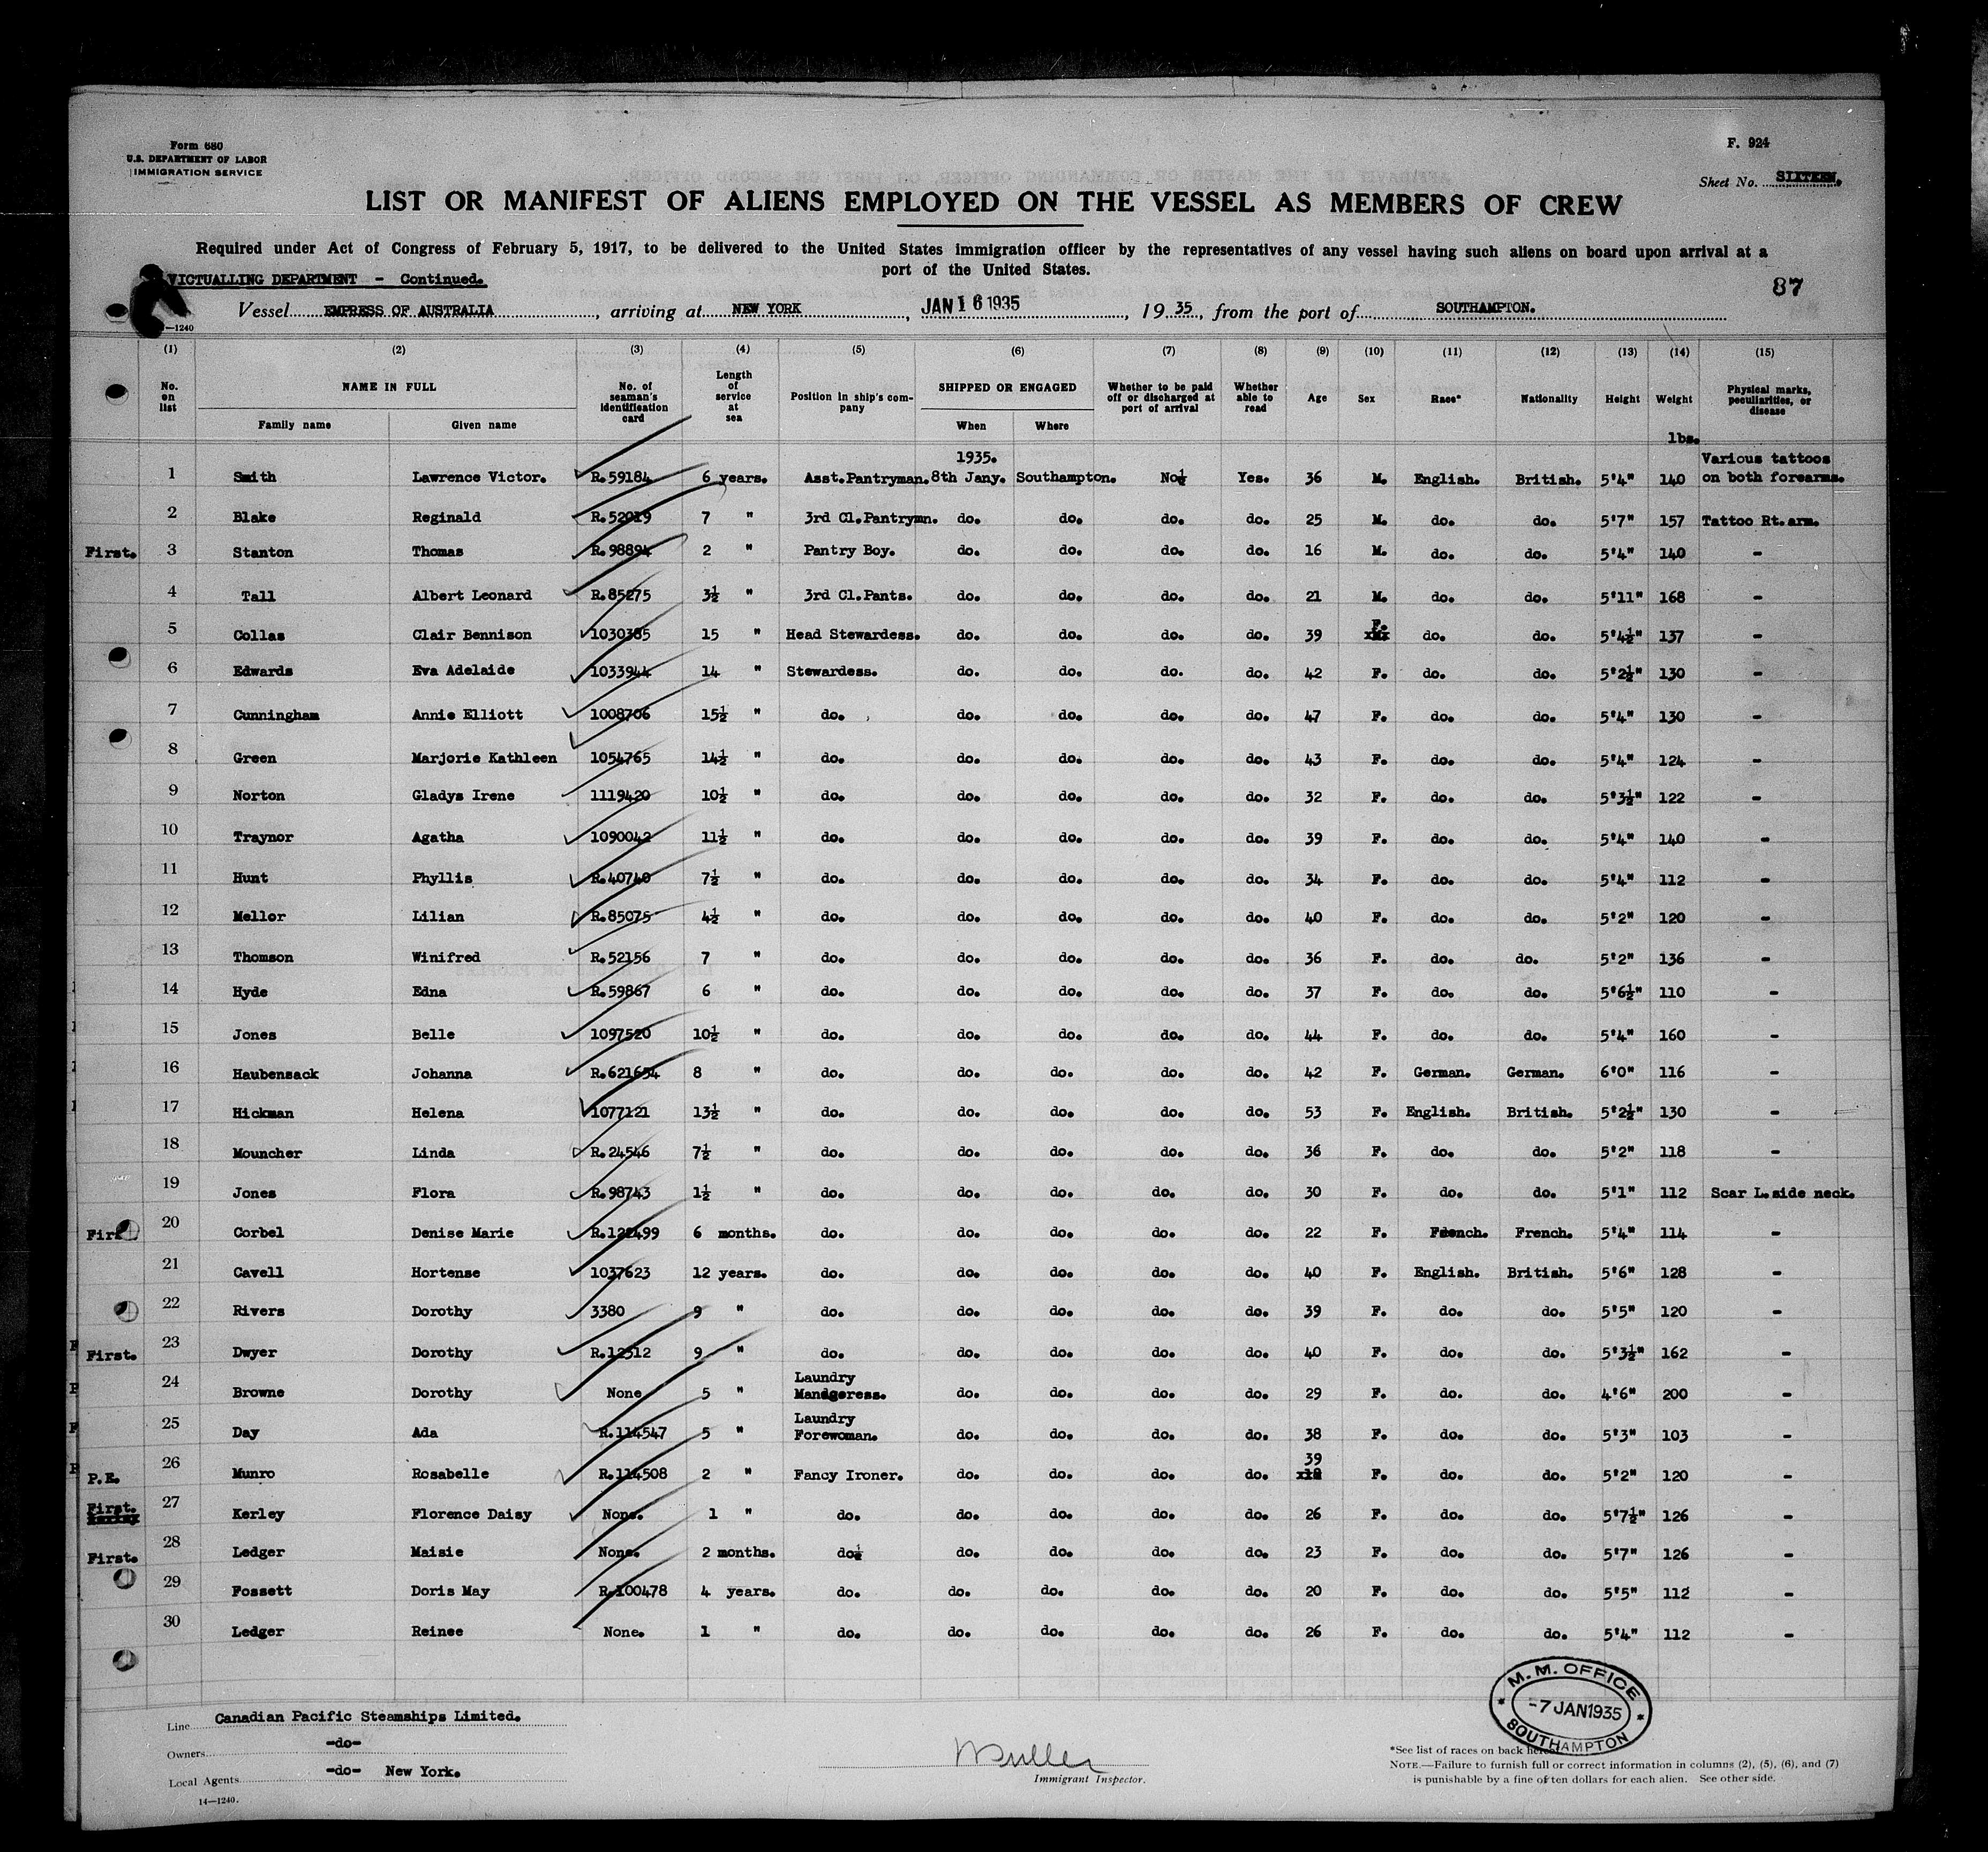 Form 680
U.S. DEPARTMENT OF LABOR
IMMIGRATION SERVICE
F. 924
Sheet No. SIXTEEN.
LIST OR MANIFEST OF ALIENS EMPLOYED ON THE VESSEL AS MEMBERS OF CREW
Required under Act of Congress of February 5, 1917, to be delivered to the United States immigration officer by the representatives of any vessel having such aliens on board upon arrival at a
port of the United States.
VICTUALLING DEPARTMENT - Continued.
87
Vessel EMPRESS OF AUSTRALIA, arriving at NEW YORK, JAN 16 1935, 19 35, from the port of SOUTHAMPTON.
—1240
(1) (2) (3) (4) (5) (6) (7) (8) (9) (10) (11) (12) (13) (14) (15)
No. on list NAME IN FULL Family name Given name No. of seaman's identification card Length of service at sea Position in ship's company SHIPPED OR ENGAGED When Where Whether to be paid off or discharged at port of arrival Whether able to read Age Sex Race* Nationality Height Weight Physical marks, peculiarities, or disease
lbs.
1935. Various tattoos
1 Smith Lawrence Victor. R.59184 6 years. Asst.Pantryman. 8th Jany. Southampton. No½ Yes. 36 M. English. British. 5'4" 140 on both forearms.
2 Blake Reginald R.52019 7 " 3rd Cl.Pantrymn. do. do. do. do. 25 M. do. do. 5'7" 157 Tattoo Rt.arm.
First. 3 Stanton Thomas R.98894 2 " Pantry Boy. do. do. do. do. 16 M. do. do. 5'4" 140 -
4 Tall Albert Leonard R.85275 3½ " 3rd Cl.Pants. do. do. do. do. 21 M. do. do. 5'11" 168 -
5 Collas Clair Bennison 1030385 15 " Head Stewardess. do. do. do. do. 39 F. do. do. 5'4½" 137 -
6 Edwards Eva Adelaide 1033944 14 " Stewardess. do. do. do. do. 42 F. do. do. 5'2½" 130 -
7 Cunningham Annie Elliott 1008706 15½ " do. do. do. do. do. 47 F. do. do. 5'4" 130 -
8 Green Marjorie Kathleen 1054765 14½ " do. do. do. do. do. 43 F. do. do. 5'4" 124 -
9 Norton Gladys Irene 1119420 10½ " do. do. do. do. do. 32 F. do. do. 5'3½" 122 -
10 Traynor Agatha 1090042 11½ " do. do. do. do. do. 39 F. do. do. 5'4" 140 -
11 Hunt Phyllis R.40740 7½ " do. do. do. do. do. 34 F. do. do. 5'4" 112 -
12 Mellor Lilian R.85075 4½ " do. do. do. do. do. 40 F. do. do. 5'2" 120 -
13 Thomson Winifred R.52156 7 " do. do. do. do. do. 36 F. do. do. 5'2" 136 -
14 Hyde Edna R.59867 6 " do. do. do. do. do. 37 F. do. do. 5'6½" 110 -
15 Jones Belle 1097520 10½ " do. do. do. do. do. 44 F. do. do. 5'4" 160 -
16 Haubensack Johanna R.621654 8 " do. do. do. do. do. 42 F. German. German. 6'0" 116 -
17 Hickman Helena 1077121 13½ " do. do. do. do. do. 53 F. English. British. 5'2½" 130 -
18 Mouncher Linda R.24546 7½ " do. do. do. do. do. 36 F. do. do. 5'2" 118 -
19 Jones Flora R.98743 1½ " do. do. do. do. do. 30 F. do. do. 5'1" 112 Scar L.side neck.
20 Corbel Denise Marie R.122499 6 months. do. do. do. do. do. 22 F. French. French. 5'4" 114 -
21 Cavell Hortense 1037623 12 years. do. do. do. do. do. 40 F. English. British. 5'6" 128 -
22 Rivers Dorothy 3380 9 " do. do. do. do. do. 39 F. do. do. 5'5" 120 -
First. 23 Dwyer Dorothy R.12312 9 " do. do. do. do. do. 40 F. do. do. 5'3½" 162 -
24 Browne Dorothy None 5 " Laundry Manageress. do. do. do. do. 29 F. do. do. 4'6" 200 -
25 Day Ada R.114547 5 " Laundry Forewoman. do. do. do. do. 38 F. do. do. 5'3" 103 -
P.E. 26 Munro Rosabelle R.114508 2 " Fancy Ironer. do. do. do. do. 39 F. do. do. 5'2" 120 -
First. 27 Kerley Florence Daisy None. 1 " do. do. do. do. do. 26 F. do. do. 5'7½" 126 -
First. 28 Ledger Maisie None. 2 months. do½ do. do. do. do. 23 F. do. do. 5'7" 126 -
29 Fossett Doris May R.100478 4 years. do. do. do. do. do. 20 F. do. do. 5'5" 112 -
30 Ledger Reinee None. 1 " do. do. do. do. do. 26 F. do. do. 5'4" 112 -
M. M. OFFICE
-7 JAN 1935
SOUTHAMPTON
Line Canadian Pacific Steamships Limited.
Owners -do-
Local Agents -do- New York.
14—1240.
Immigrant Inspector.
*See list of races on back
NOTE.—Failure to furnish full or correct information in columns (2), (5), (6), and (7)
is punishable by a fine of ten dollars for each alien. See other side.